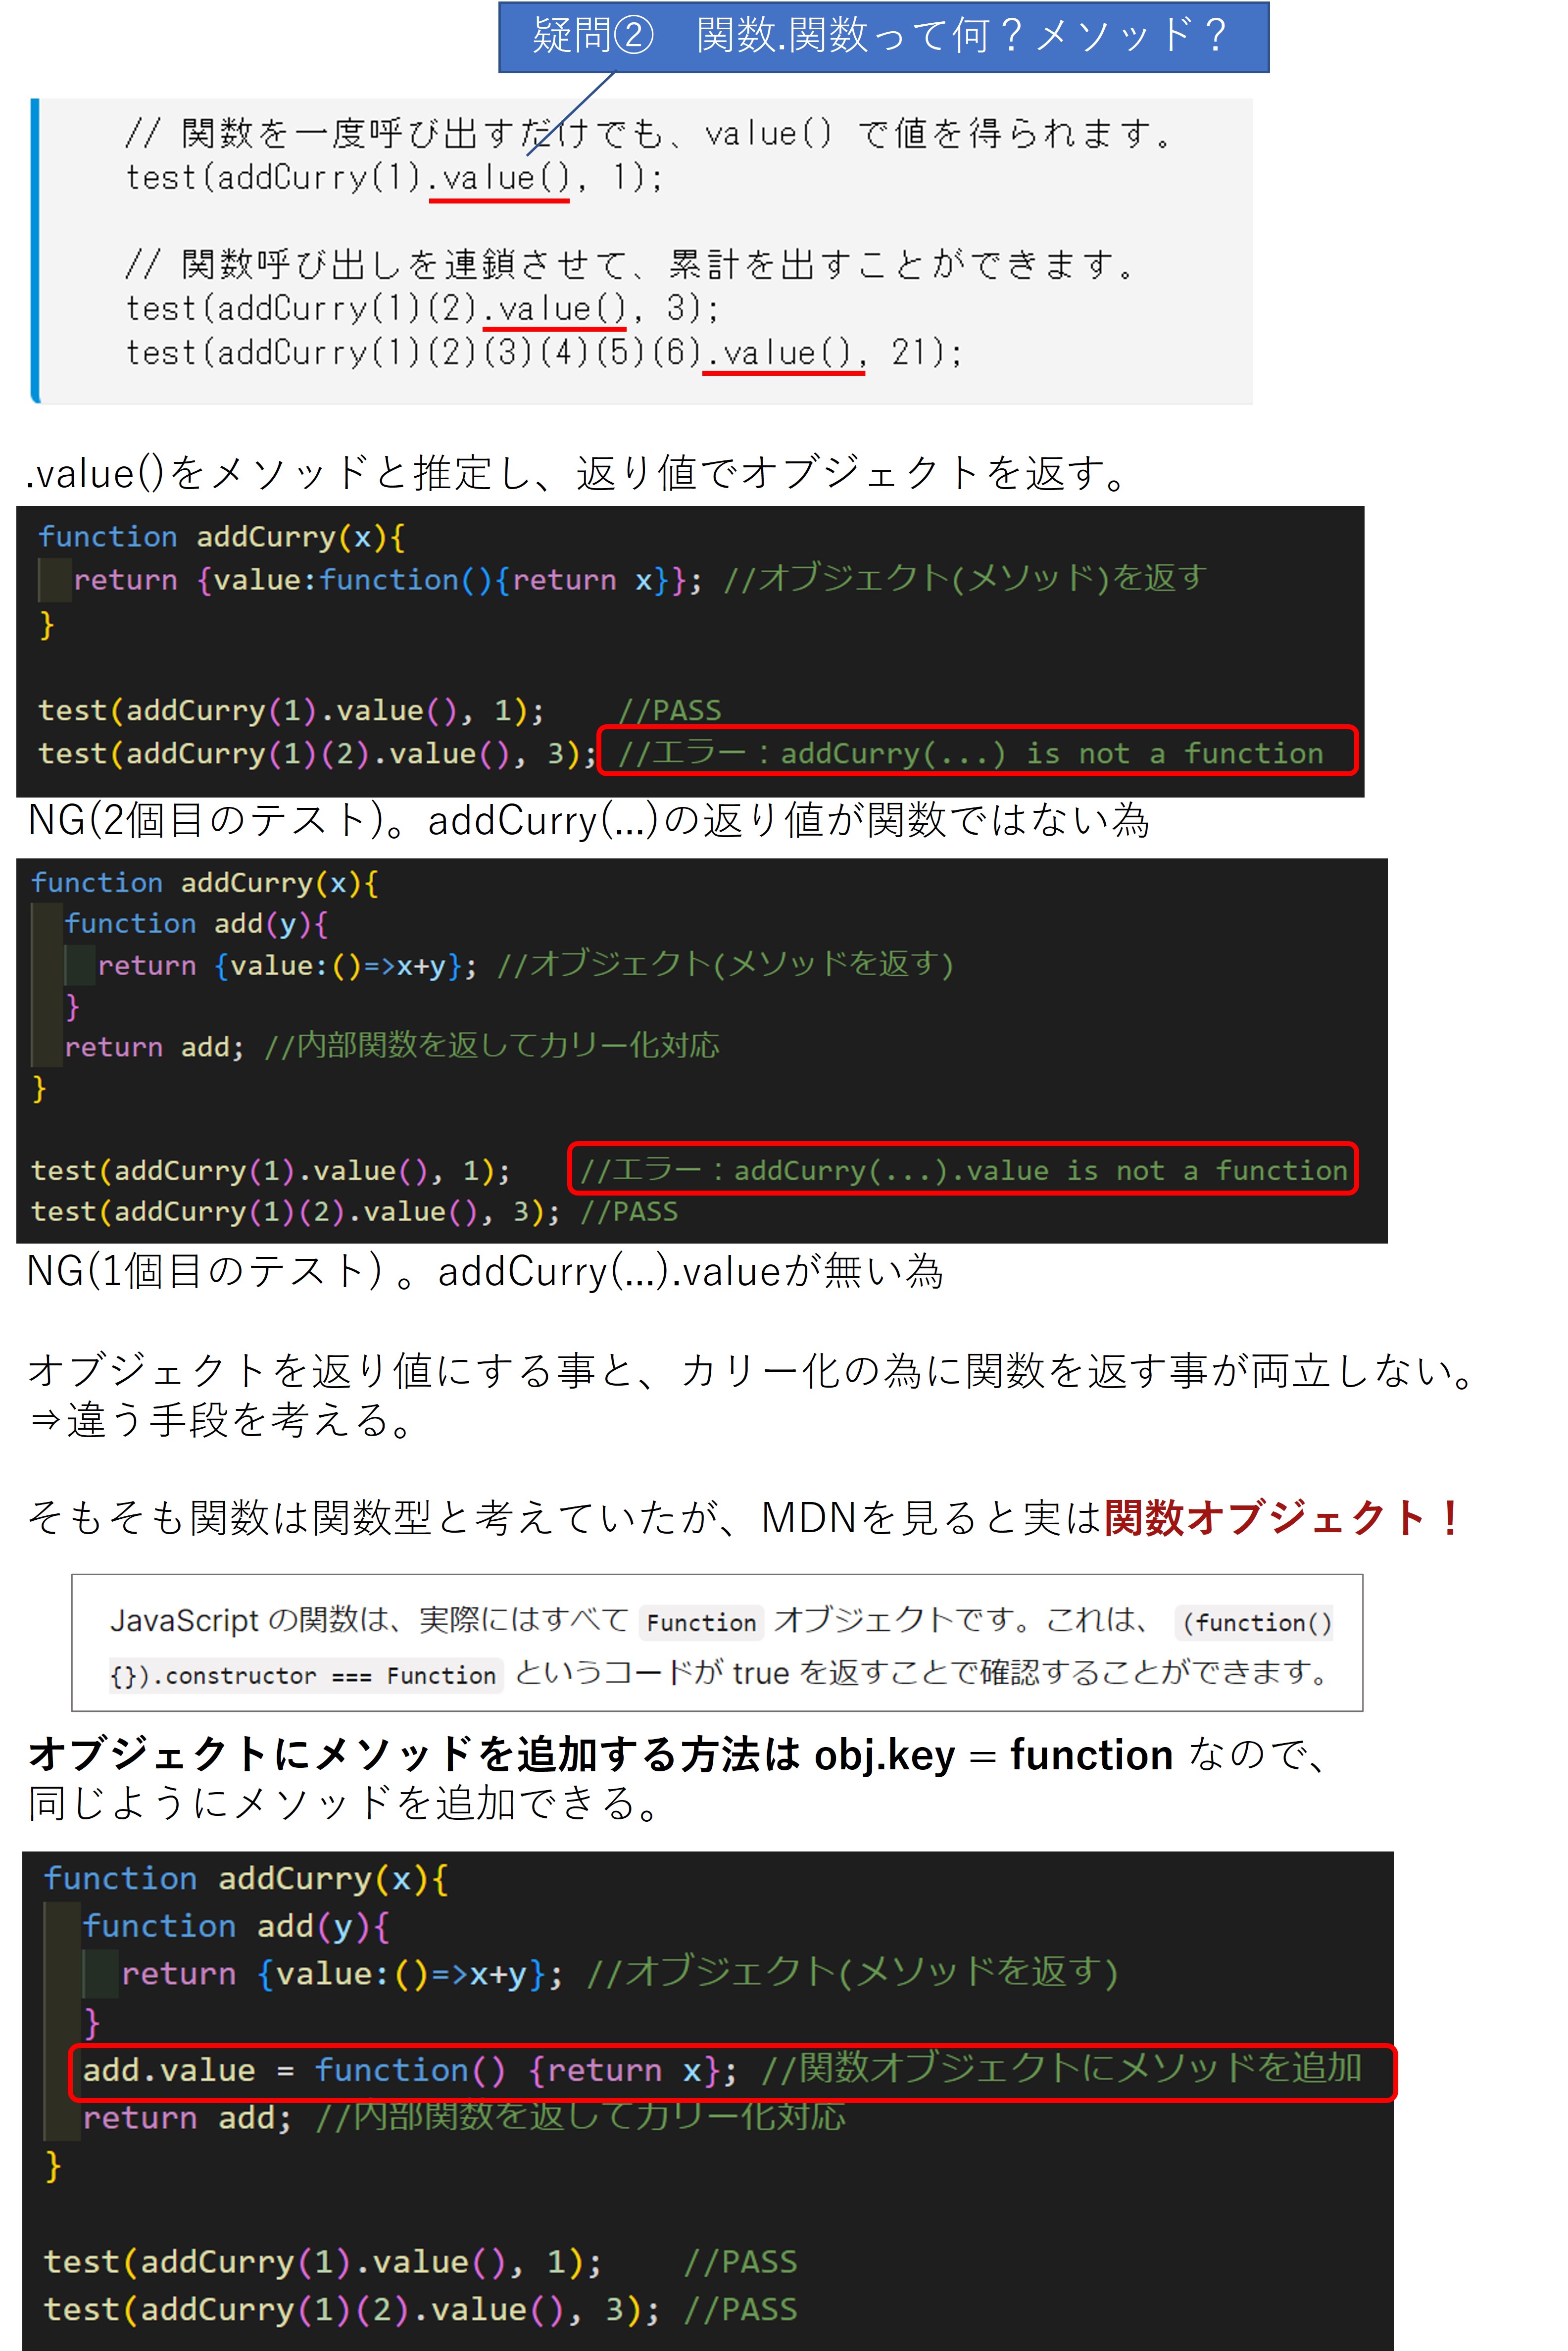 疑問②　関数.関数って何？メソッド？
// 関数を一度呼び出すだけでも、value() で値を得られます。
test(addCurry(1).value(), 1);
// 関数呼び出しを連鎖させて、累計を出すことができます。
test(addCurry(1)(2).value(), 3);
test(addCurry(1)(2)(3)(4)(5)(6).value(), 21);
.value()をメソッドと推定し、返り値でオブジェクトを返す。
function addCurry(x){
return {value:function(){return x}}; //オブジェクト(メソッド)を返す
}
test(addCurry(1).value(), 1); //PASS
test(addCurry(1)(2).value(), 3); //エラー：addCurry(...) is not a function
NG(2個目のテスト)。addCurry(...)の返り値が関数ではない為
function addCurry(x){
function add(y){
return {value:()=>x+y}; //オブジェクト(メソッドを返す)
}
return add; //内部関数を返してカリー化対応
}
test(addCurry(1).value(), 1); //エラー：addCurry(...).value is not a function
test(addCurry(1)(2).value(), 3); //PASS
NG(1個目のテスト) 。addCurry(...).valueが無い為
オブジェクトを返り値にする事と、カリー化の為に関数を返す事が両立しない。
⇒違う手段を考える。
そもそも関数は関数型と考えていたが、MDNを見ると実は関数オブジェクト！
JavaScript の関数は、実際にはすべて Function オブジェクトです。これは、 (function()
{}).constructor === Function というコードが true を返すことで確認することができます。
オブジェクトにメソッドを追加する方法は obj.key = function なので、
同じようにメソッドを追加できる。
function addCurry(x){
function add(y){
return {value:()=>x+y}; //オブジェクト(メソッドを返す)
}
add.value = function() {return x}; //関数オブジェクトにメソッドを追加
return add; //内部関数を返してカリー化対応
}
test(addCurry(1).value(), 1); //PASS
test(addCurry(1)(2).value(), 3); //PASS